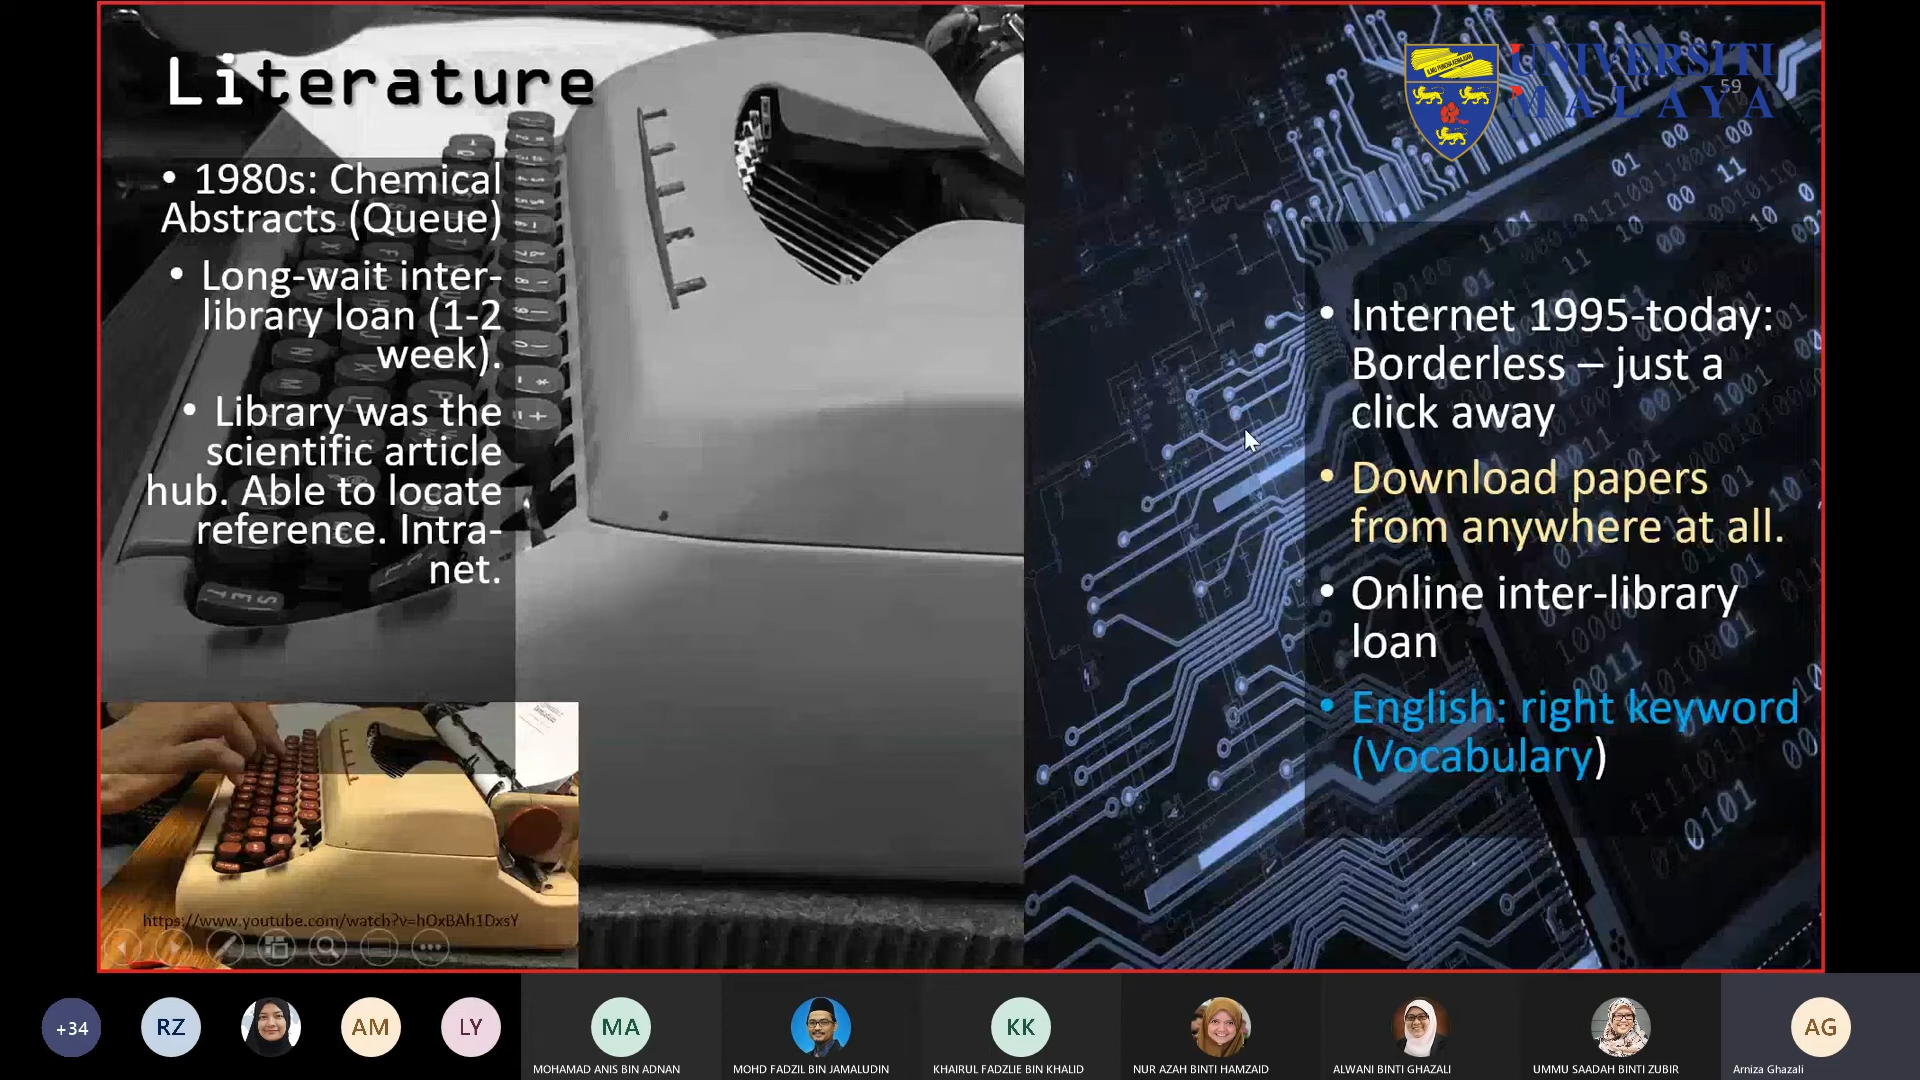 Literature
• 1980s: Chemical
Abstracts (Queue)
• Long-wait inter-
library loan (1-2
week).
• Library was the
scientific article
hub. Able to locate
reference. Intra-
net.
https://www.youtube.com/watch?v=hOxBAh1DxsY
UNIVERSITI
MALAYA
59
• Internet 1995-today:
Borderless – just a
click away
• Download papers
from anywhere at all.
• Online inter-library
loan
• English: right keyword
(Vocabulary)
+34
RZ
AM
LY
MA
MOHAMAD ANIS BIN ADNAN
MOHD FADZIL BIN JAMALUDIN
KK
KHAIRUL FADZLIE BIN KHALID
NUR AZAH BINTI HAMZAID
ALWANI BINTI GHAZALI
UMMU SAADAH BINTI ZUBIR
AG
Arniza Ghazali